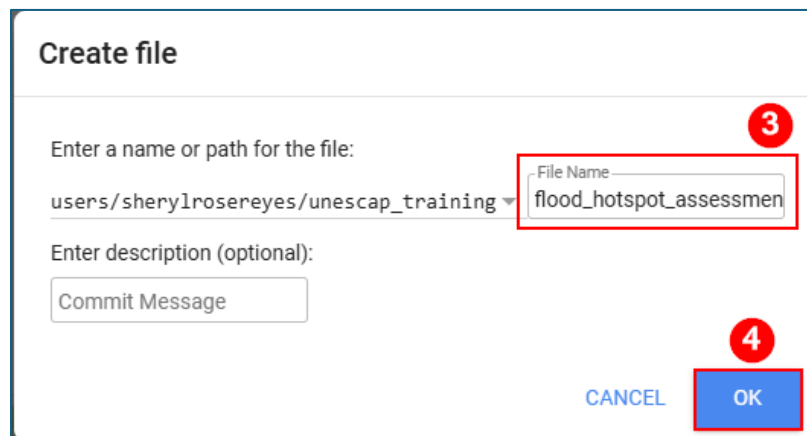 Create file
3
Enter a name or path for the file:
File Name
users/sherylrosereyes/unescap_training
flood_hotspot_assessmen
Enter description (optional):
Commit Message
4
CANCEL
OK